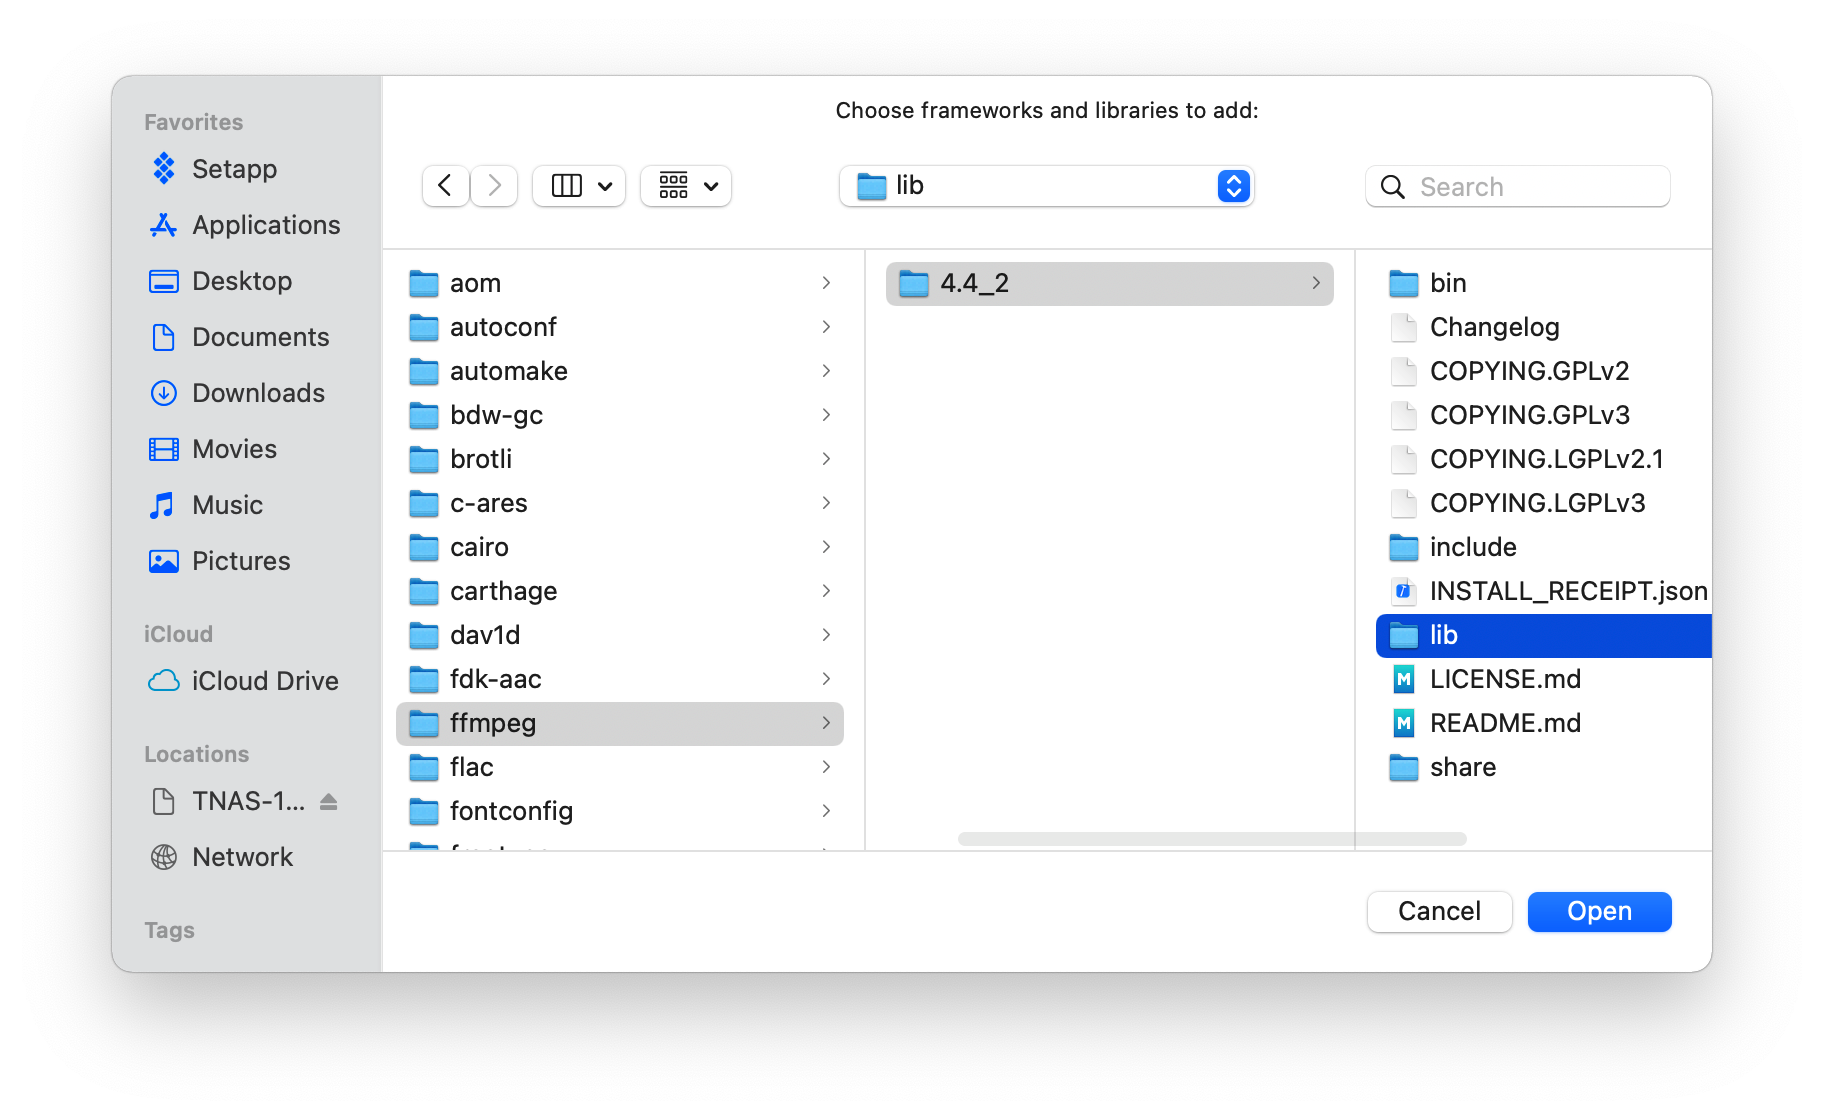 Choose frameworks and libraries to add:
Favorites
Setapp
Applications
Desktop
Documents
Downloads
Movies
Music
Pictures
iCloud
iCloud Drive
Locations
TNAS-1...
Network
Tags
lib
Search
aom
autoconf
automake
bdw-gc
brotli
c-ares
cairo
carthage
dav1d
fdk-aac
ffmpeg
flac
fontconfig
4.4_2
bin
Changelog
COPYING.GPLv2
COPYING.GPLv3
COPYING.LGPLv2.1
COPYING.LGPLv3
include
INSTALL_RECEIPT.json
lib
LICENSE.md
README.md
share
Cancel
Open